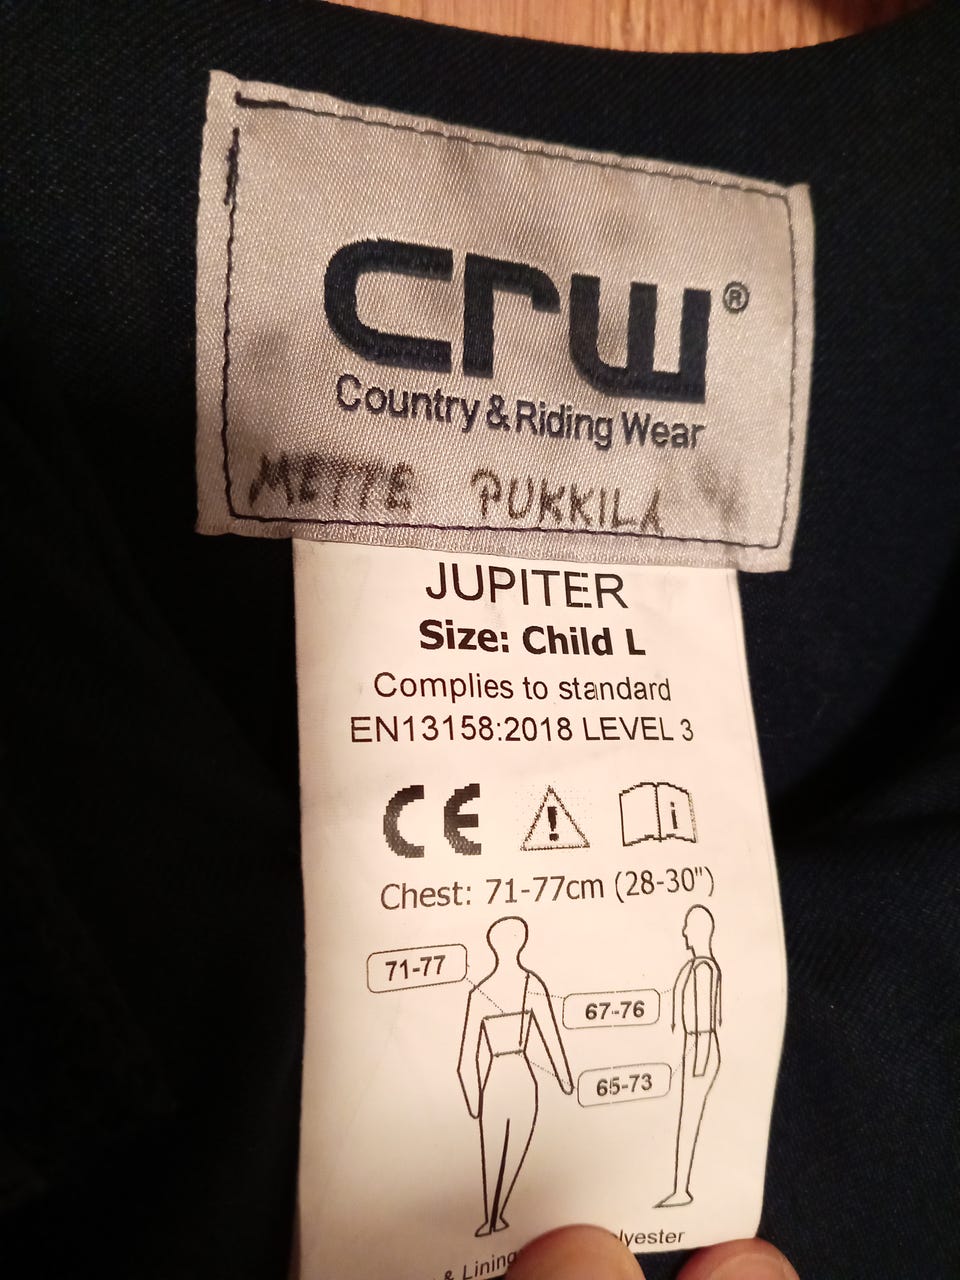 crw®
Country & Riding Wear
METTE PUKKILA
JUPITER
Size: Child L
Complies to standard
EN13158:2018 LEVEL 3
CE
!
i
Chest: 71-77cm (28-30")
71-77
67-76
65-73
& Lining